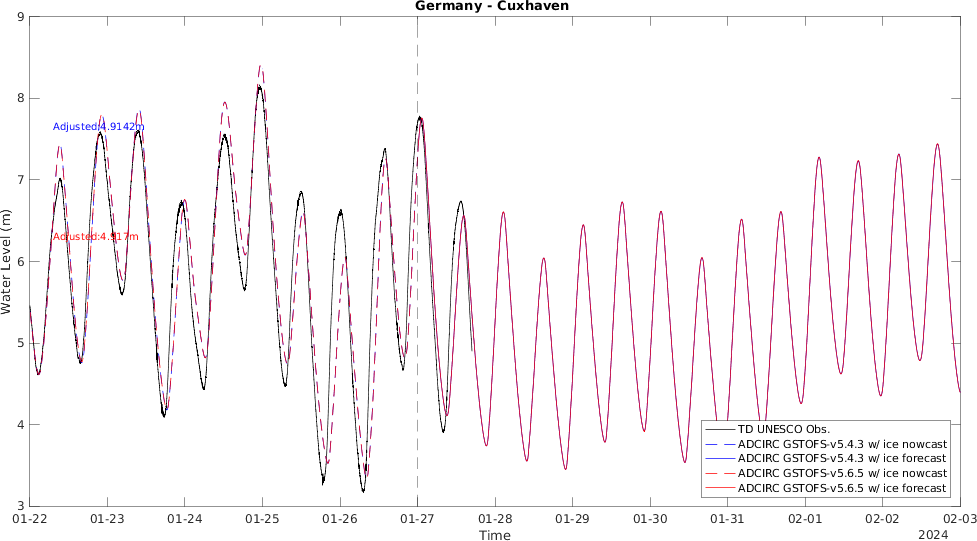 Germany - Cuxhaven
9
8
7
6
5
4
3
Water Level (m)
Adjusted:4.9142m
Adjusted:4.917m
TD UNESCO Obs.
ADCIRC GSTOFS-v5.4.3 w/ ice nowcast
ADCIRC GSTOFS-v5.4.3 w/ ice forecast
ADCIRC GSTOFS-v5.6.5 w/ ice nowcast
ADCIRC GSTOFS-v5.6.5 w/ ice forecast
01-22 01-23 01-24 01-25 01-26 01-27 01-28 01-29 01-30 01-31 02-01 02-02 02-03
Time
2024